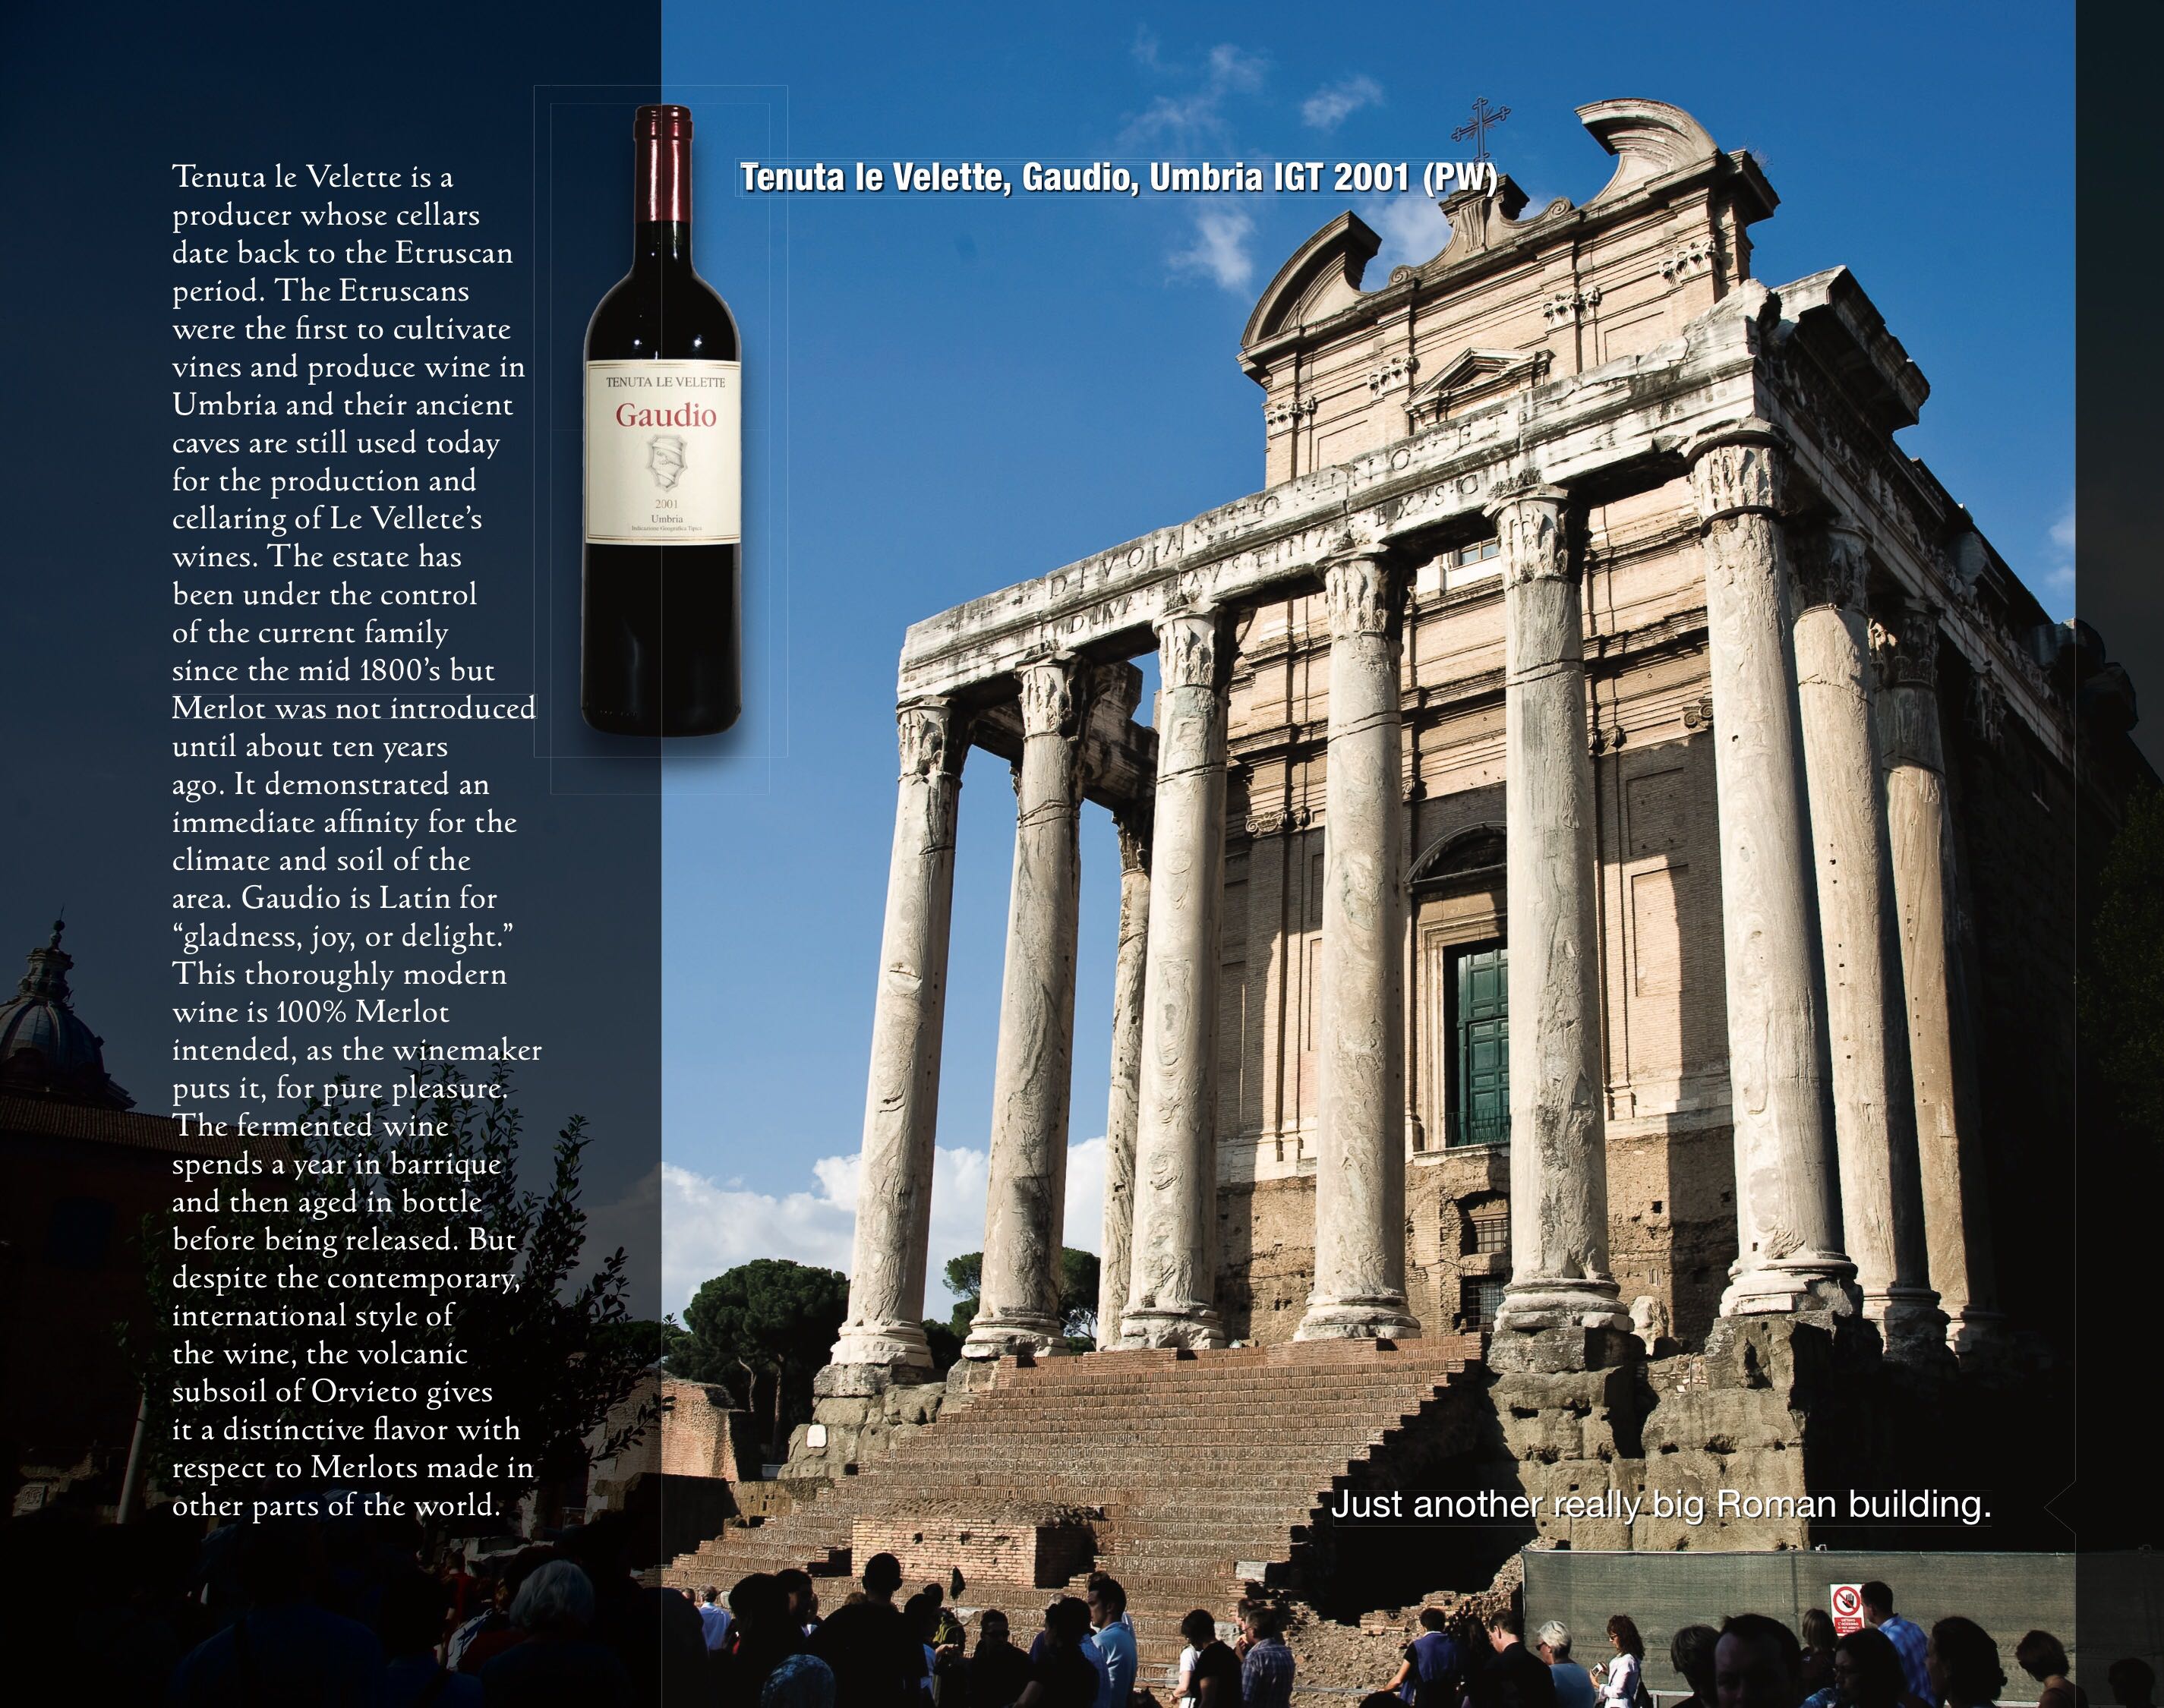 Tenuta le Velette is a
producer whose cellars
date back to the Etruscan
period. The Etruscans
were the first to cultivate
vines and produce wine in
Umbria and their ancient
caves are still used today
for the production and
cellaring of Le Vellete’s
wines. The estate has
been under the control
of the current family
since the mid 1800’s but
Merlot was not introduced
until about ten years
ago. It demonstrated an
immediate affinity for the
climate and soil of the
area. Gaudio is Latin for
“gladness, joy, or delight.”
This thoroughly modern
wine is 100% Merlot
intended, as the winemaker
puts it, for pure pleasure.
The fermented wine
spends a year in barrique
and then aged in bottle
before being released. But
despite the contemporary,
international style of
the wine, the volcanic
subsoil of Orvieto gives
it a distinctive flavor with
respect to Merlots made in
other parts of the world.
TENUTA LE VELETTE
Gaudio
2001
Umbria
Indicazione Geografica Tipica
Tenuta le Velette, Gaudio, Umbria IGT 2001 (PW)
Just another really big Roman building.